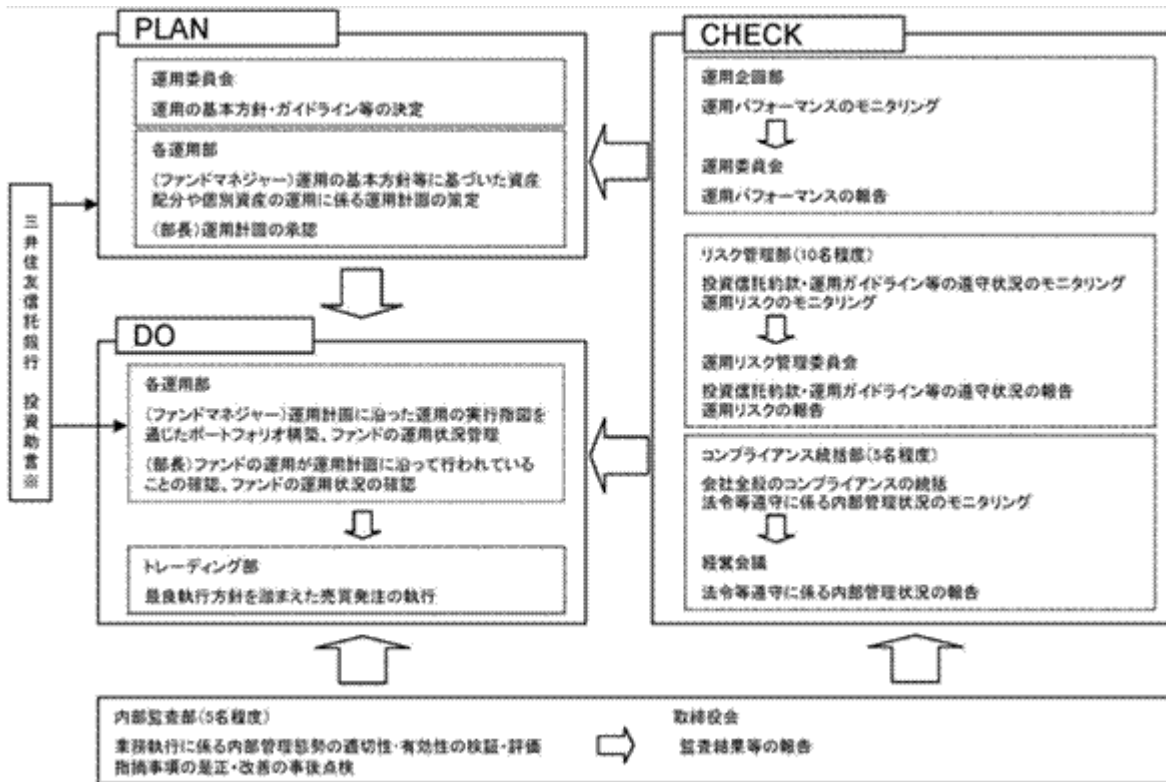 PLAN
運用委員会
運用の基本方針・ガイドライン等の決定
各運用部
(ファンドマネジャー)運用の基本方針等に基づいた資産
配分や個別資産の運用に係る運用計画の策定
(部長)運用計画の承認
三井住友信託銀行 投資助言※
DO
各運用部
(ファンドマネジャー)運用計画に沿った運用の実行指図を
通じたポートフォリオ構築、ファンドの運用状況管理
(部長)ファンドの運用が運用計画に沿って行われている
ことの確認、ファンドの運用状況の確認
トレーディング部
最良執行方針を踏まえた売買発注の執行
CHECK
運用企画部
運用パフォーマンスのモニタリング
運用委員会
運用パフォーマンスの報告
リスク管理部(10名程度)
投資信託約款・運用ガイドライン等の遵守状況のモニタリング
運用リスクのモニタリング
運用リスク管理委員会
投資信託約款・運用ガイドライン等の遵守状況の報告
運用リスクの報告
コンプライアンス統括部(5名程度)
会社全般のコンプライアンスの統括
法令等遵守に係る内部管理状況のモニタリング
経営会議
法令等遵守に係る内部管理状況の報告
内部監査部(5名程度)
業務執行に係る内部管理態勢の適切性・有効性の検証・評価
指摘事項の是正・改善の事後点検
取締役会
監査結果等の報告